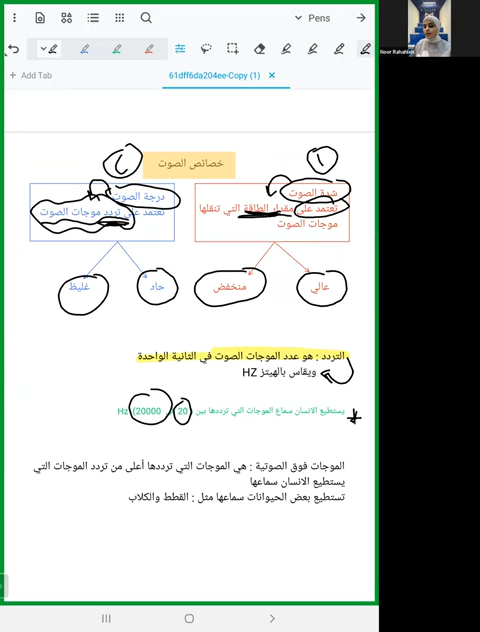 Pens
Noor Rahahleh
Add Tab
61dff6da204ee-Copy (1)
خصائص الصوت
شدة الصوت
تعتمد على مقدار الطاقة التي تنقلها
موجات الصوت
درجة الصوت
تعتمد على تردد موجات الصوت
عالي
منخفض
حاد
غليظ
التردد : هو عدد الموجات الصوت في الثانية الواحدة
ويقاس بالهيتز HZ
يستطيع الانسان سماع الموجات التي ترددها بين (20 20000) Hz
الموجات فوق الصوتية : هي الموجات التي ترددها أعلى من تردد الموجات التي
يستطيع الانسان سماعها
تستطيع بعض الحيوانات سماعها مثل : القطط والكلاب